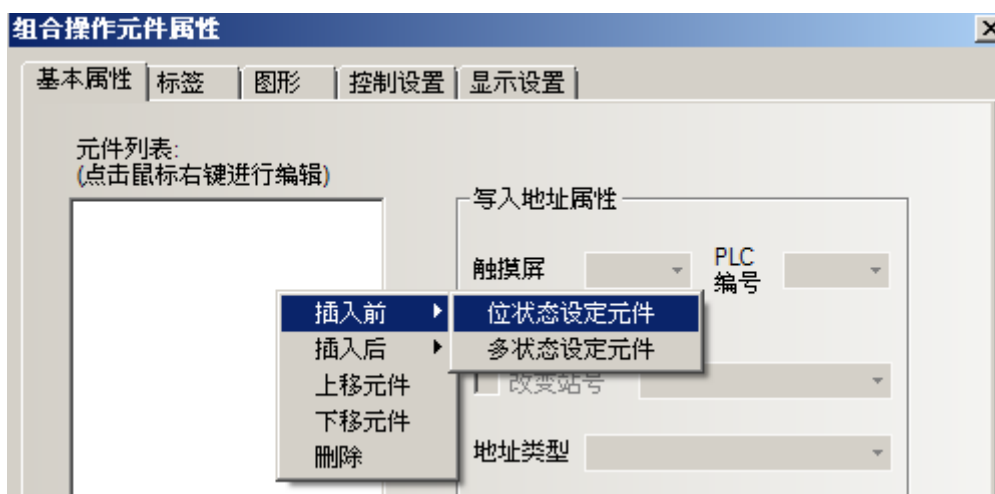 组合操作元件属性
基本属性 标签 图形 控制设置 显示设置
元件列表:
(点击鼠标右键进行编辑)
写入地址属性
触摸屏
PLC
编号
插入前
插入后
上移元件
下移元件
删除
位状态设定元件
多状态设定元件
改变站号
地址类型